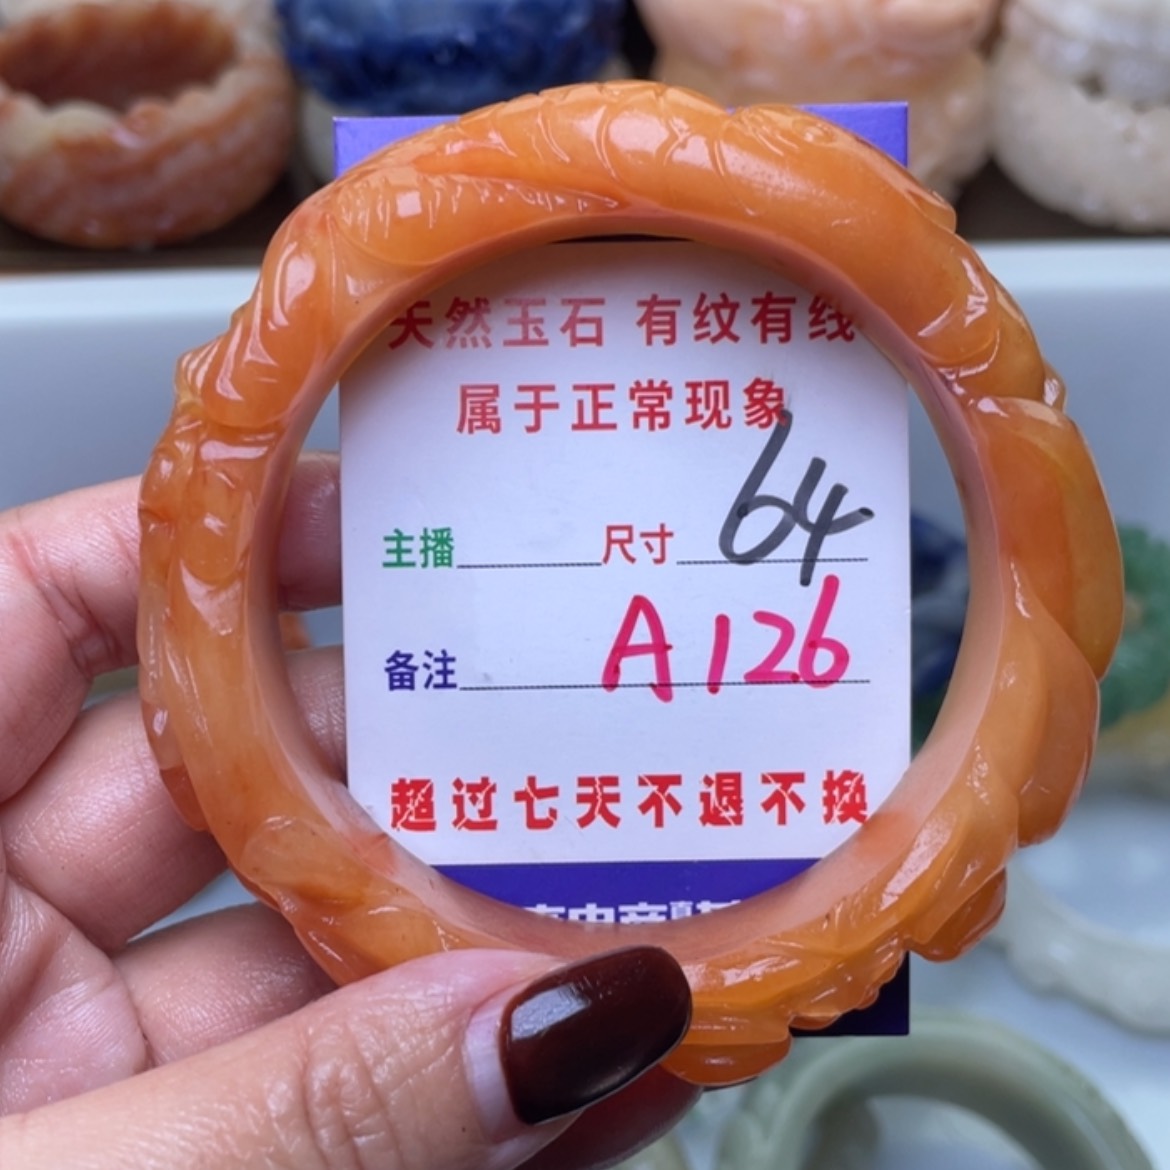 天然玉石 有纹有线
属于正常现象
主播 尺寸 64
备注 A126
超过七天不退不换